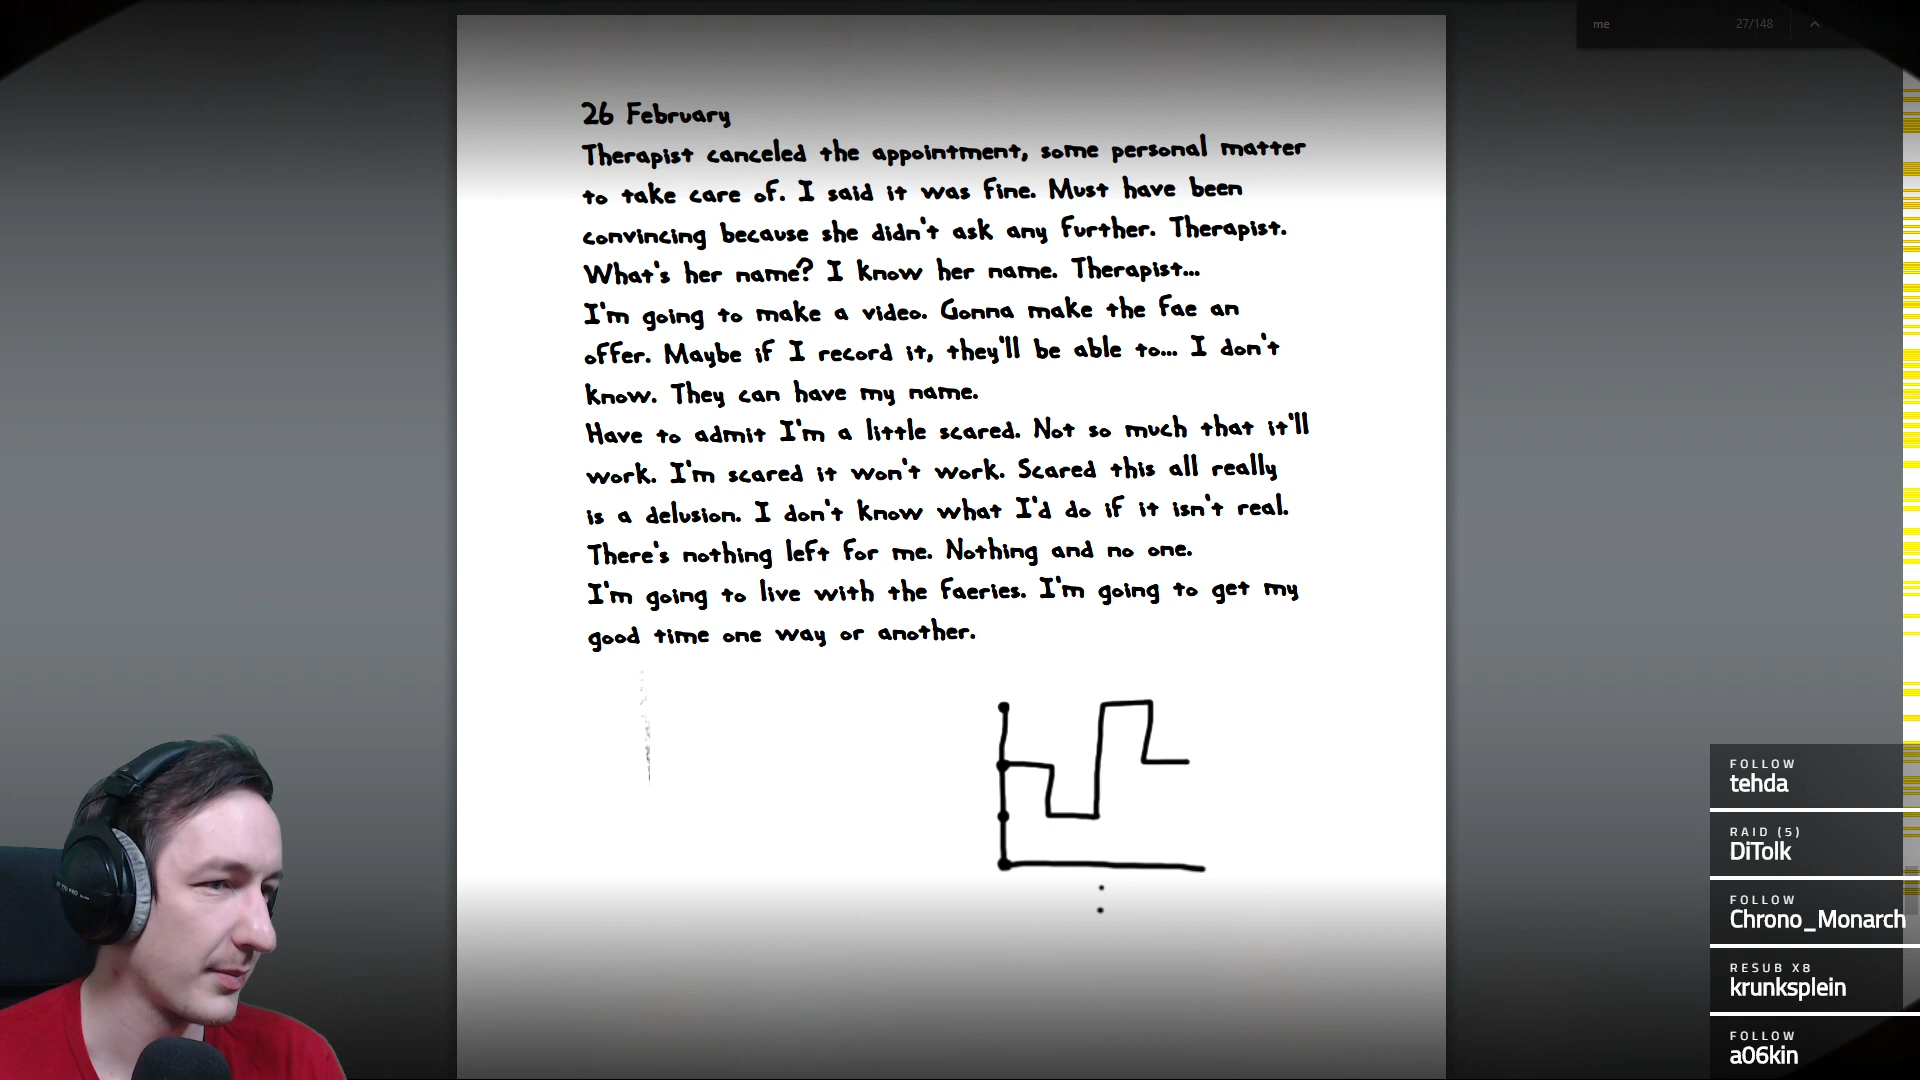 me 27/148
26 February
Therapist canceled the appointment, some personal matter
to take care of. I said it was fine. Must have been
convincing because she didn't ask any further. Therapist.
What's her name? I know her name. Therapist...
I'm going to make a video. Gonna make the Fae an
offer. Maybe if I record it, they'll be able to... I don't
know. They can have my name.
Have to admit I'm a little scared. Not so much that it'll
work. I'm scared it won't work. Scared this all really
is a delusion. I don't know what I'd do if it isn't real.
There's nothing left for me. Nothing and no one.
I'm going to live with the faeries. I'm going to get my
good time one way or another.
FOLLOW
tehda
RAID (5)
DiTolk
FOLLOW
Chrono_Monarch
RESUB X8
krunksplein
FOLLOW
a06kin